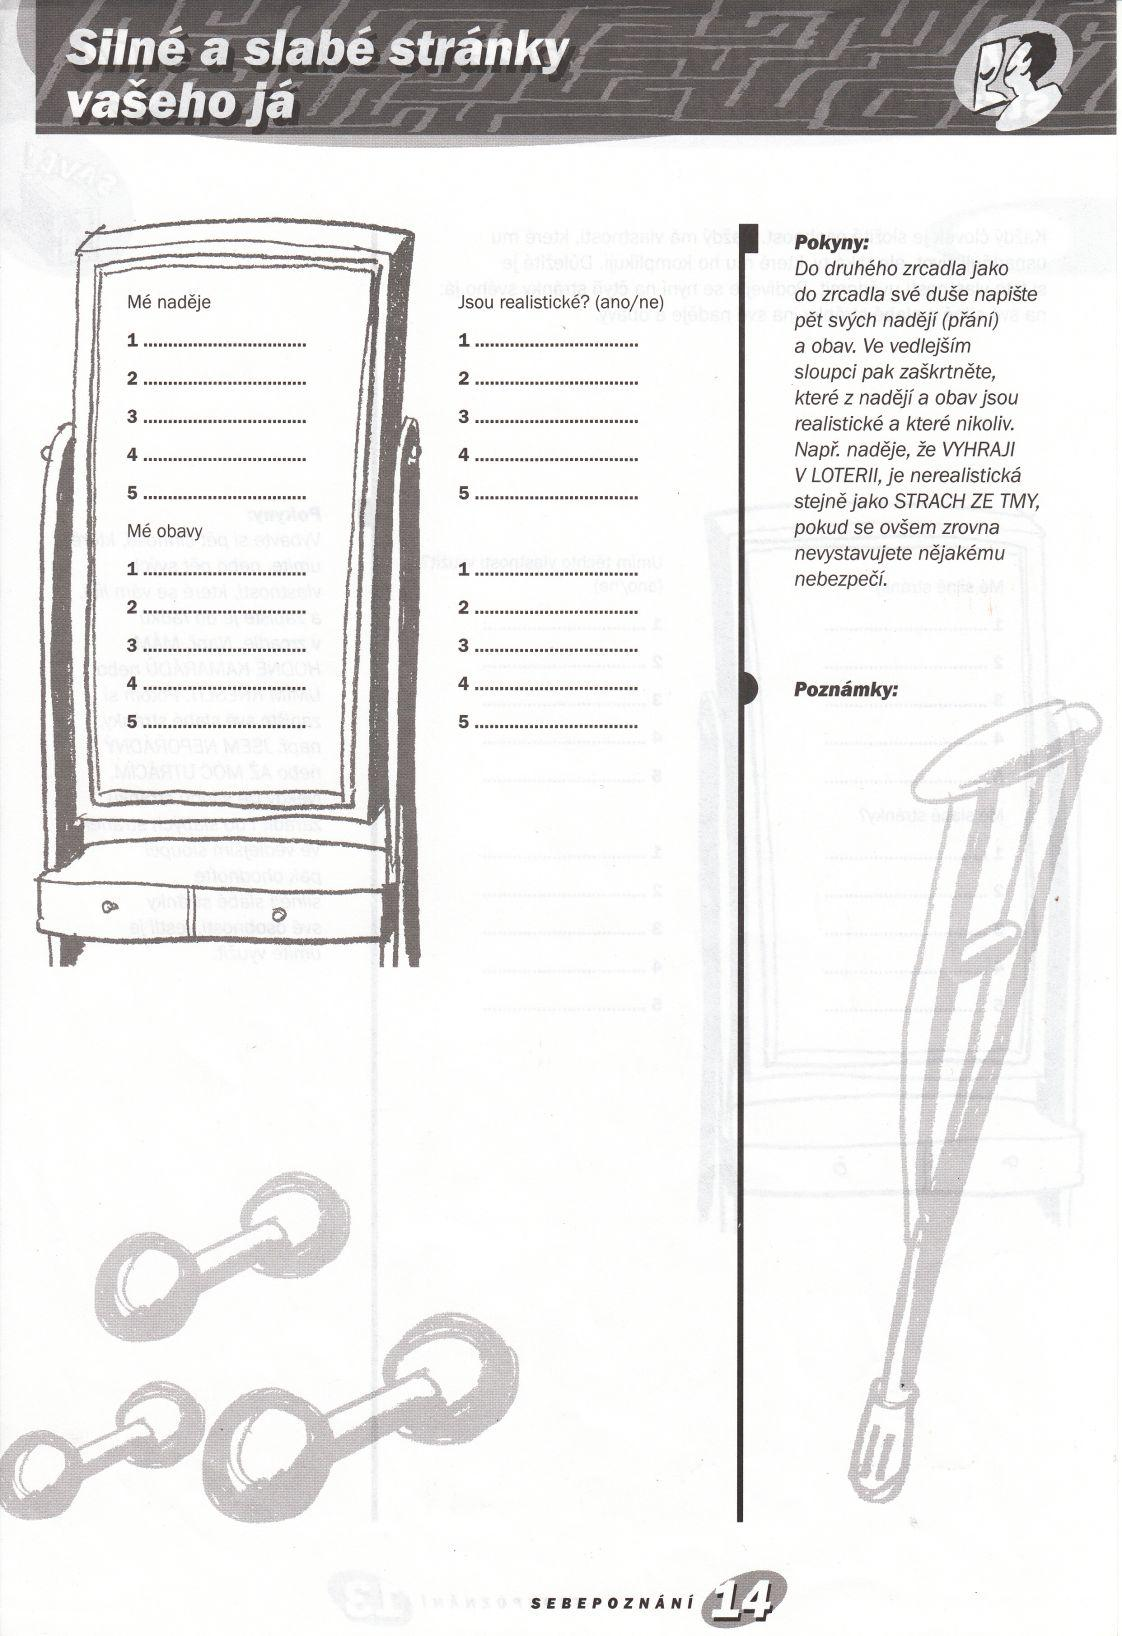 Silné a slabé stránky
vašeho já
Mé naděje
1 ..................................
2 ..................................
3 ..................................
4 ..................................
5 ..................................
Mé obavy
1 ..................................
2 ..................................
3 ..................................
4 ..................................
5 ..................................
Jsou realistické? (ano/ne)
1 ..................................
2 ..................................
3 ..................................
4 ..................................
5 ..................................
1 ..................................
2 ..................................
3 ..................................
4 ..................................
5 ..................................
Pokyny:
Do druhého zrcadla jako
do zrcadla své duše napište
pět svých nadějí (přání)
a obav. Ve vedlejším
sloupci pak zaškrtněte,
které z nadějí a obav jsou
realistické a které nikoliv.
Např. naděje, že VYHRAJI
V LOTERII, je nerealistická
stejně jako STRACH ZE TMY,
pokud se ovšem zrovna
nevystavujete nějakému
nebezpečí.
Poznámky:
SEBEPOZNÁNÍ 14